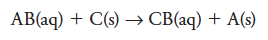 AB(aq) + C(s) → CB(aq) + A(s)